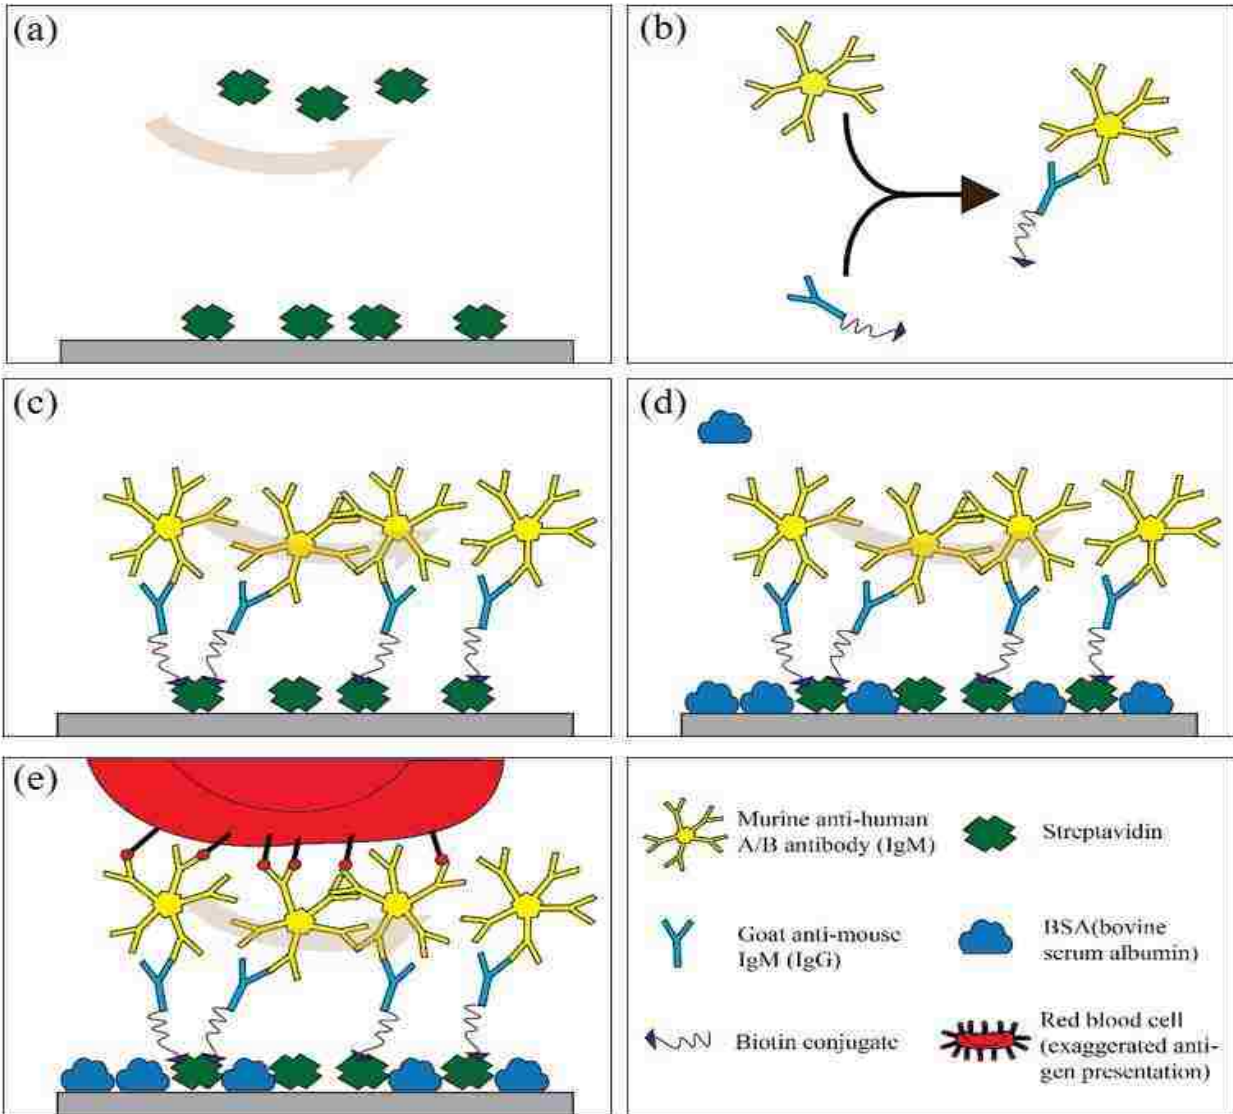 (a)
(b)
(c)
(d)
(e)
Murine anti-human
A/B antibody (IgM)
Streptavidin
Goat anti-mouse
IgM (IgG)
BSA(bovine
serum albumin)
Biotin conjugate
Red blood cell
(exaggerated anti-
gen presentation)